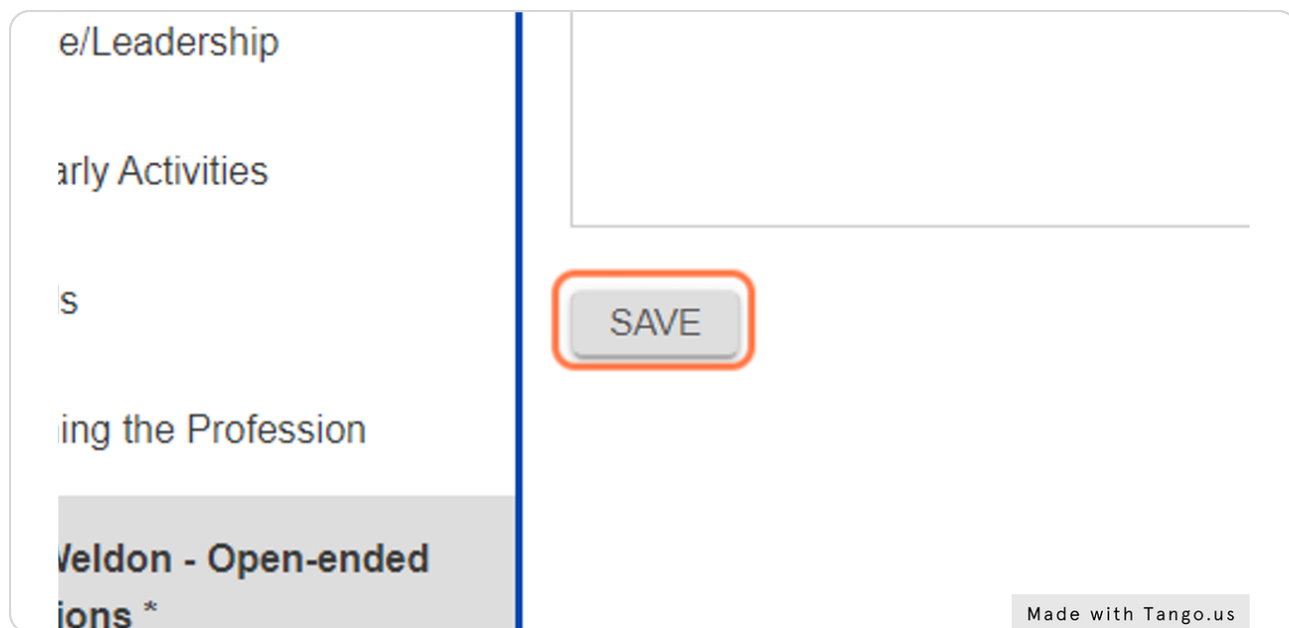 e/Leadership
arly Activities
s
ing the Profession
Weldon - Open-ended
ions *
SAVE
Made with Tango.us